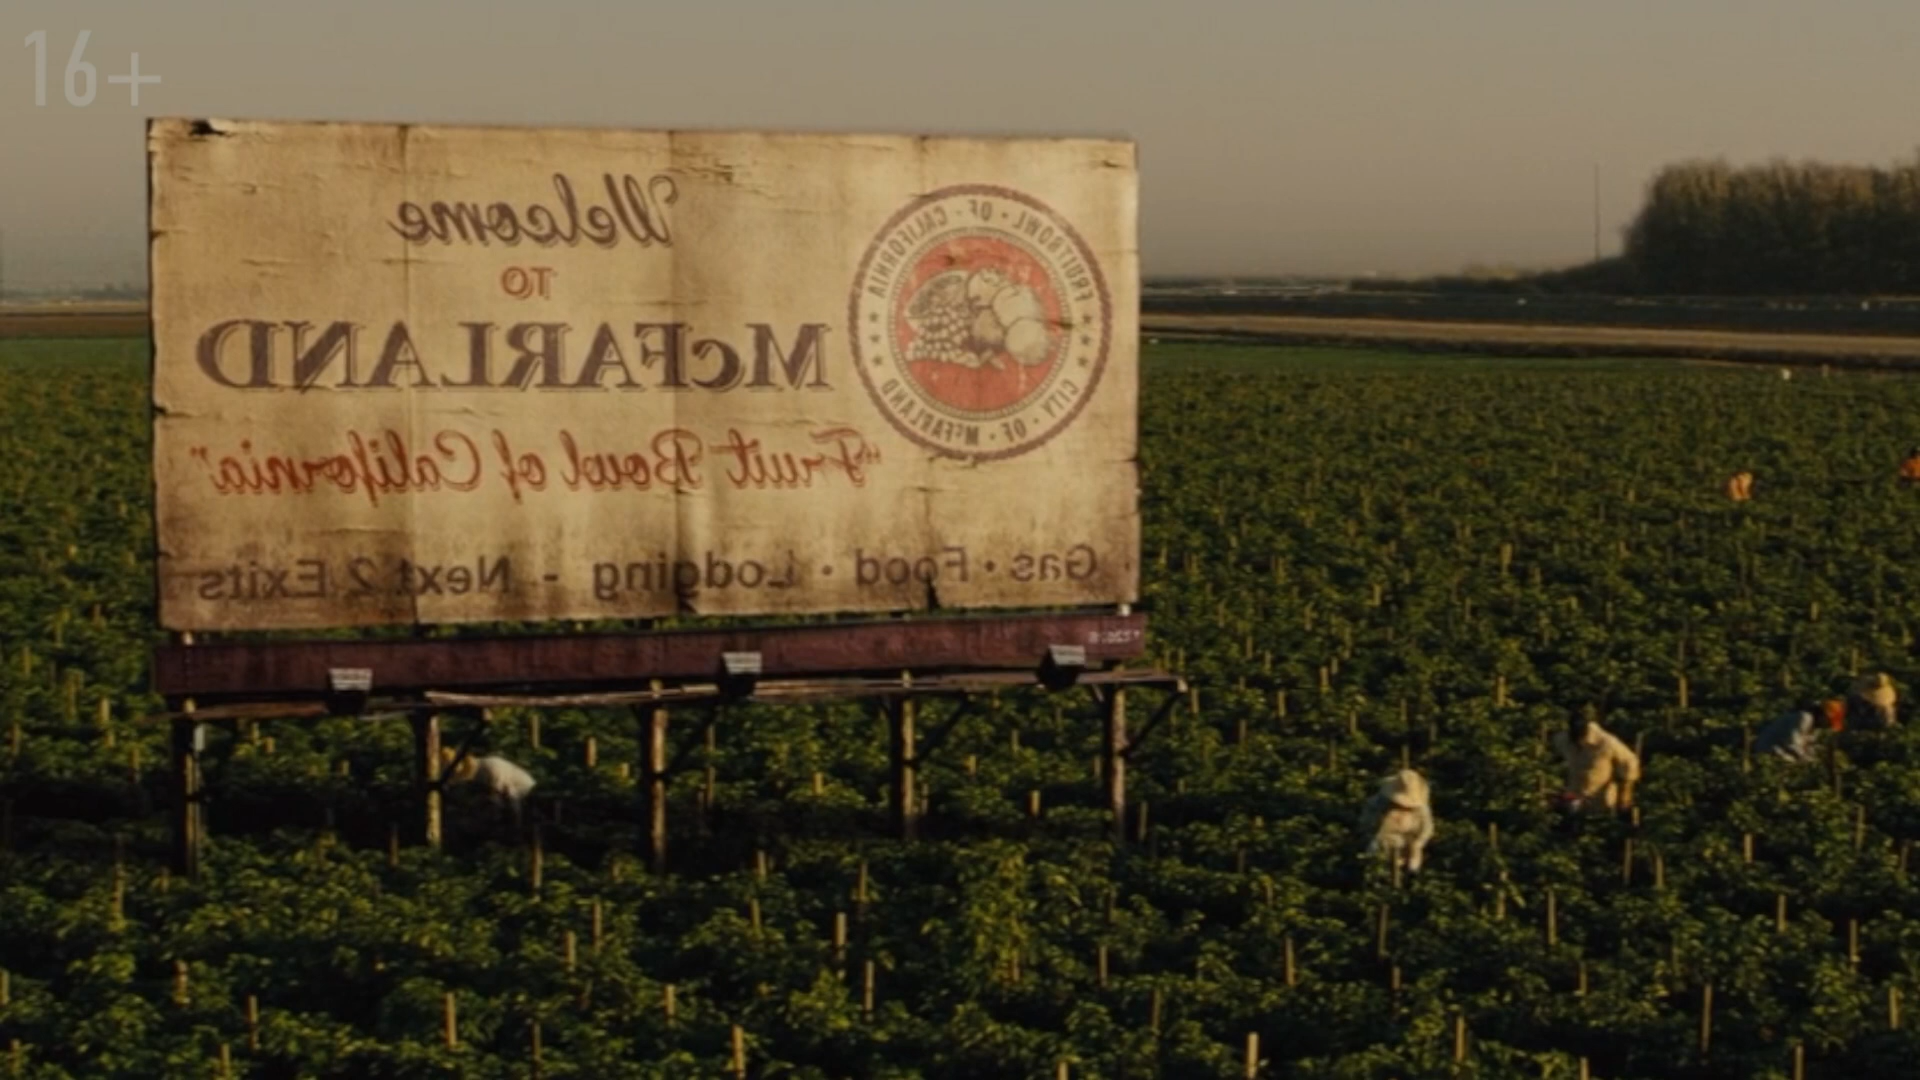 16+
Welcome
TO
McFARLAND
"Fruit Bowl of California"
Gas · Food · Lodging - Next 2 Exits
FRUITBOWL · OF · CALIFORNIA
CITY · OF · McFARLAND